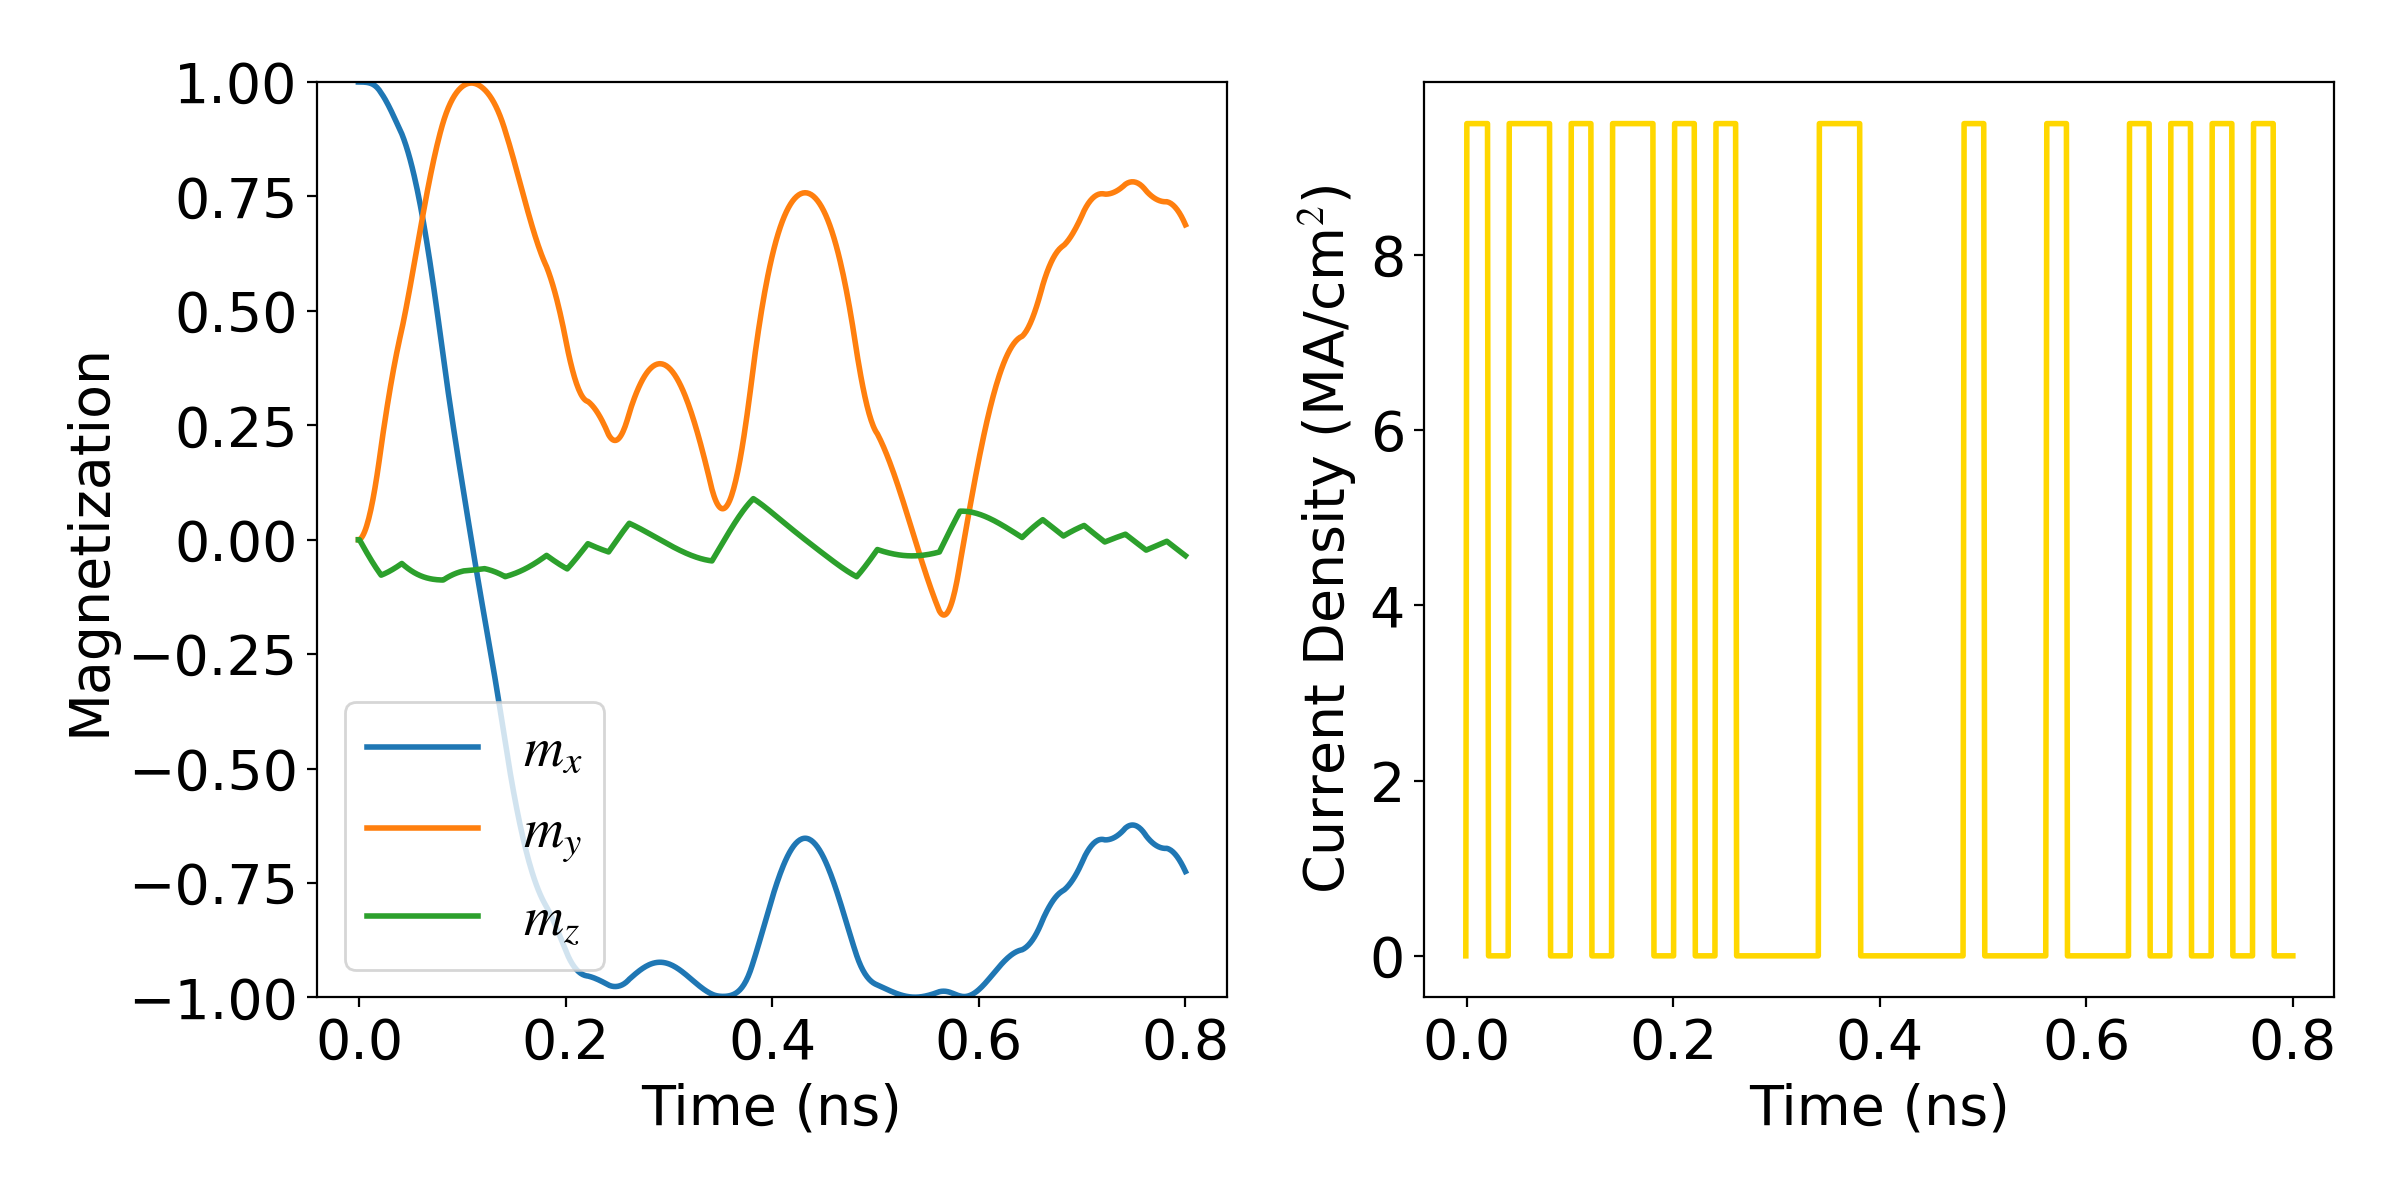 1.00
0.75
0.50
0.25
0.00
−0.25
−0.50
−0.75
−1.00
Magnetization
m_x
m_y
m_z
0.0 0.2 0.4 0.6 0.8
Time (ns)
8
6
4
2
0
Current Density (MA/cm²)
0.0 0.2 0.4 0.6 0.8
Time (ns)